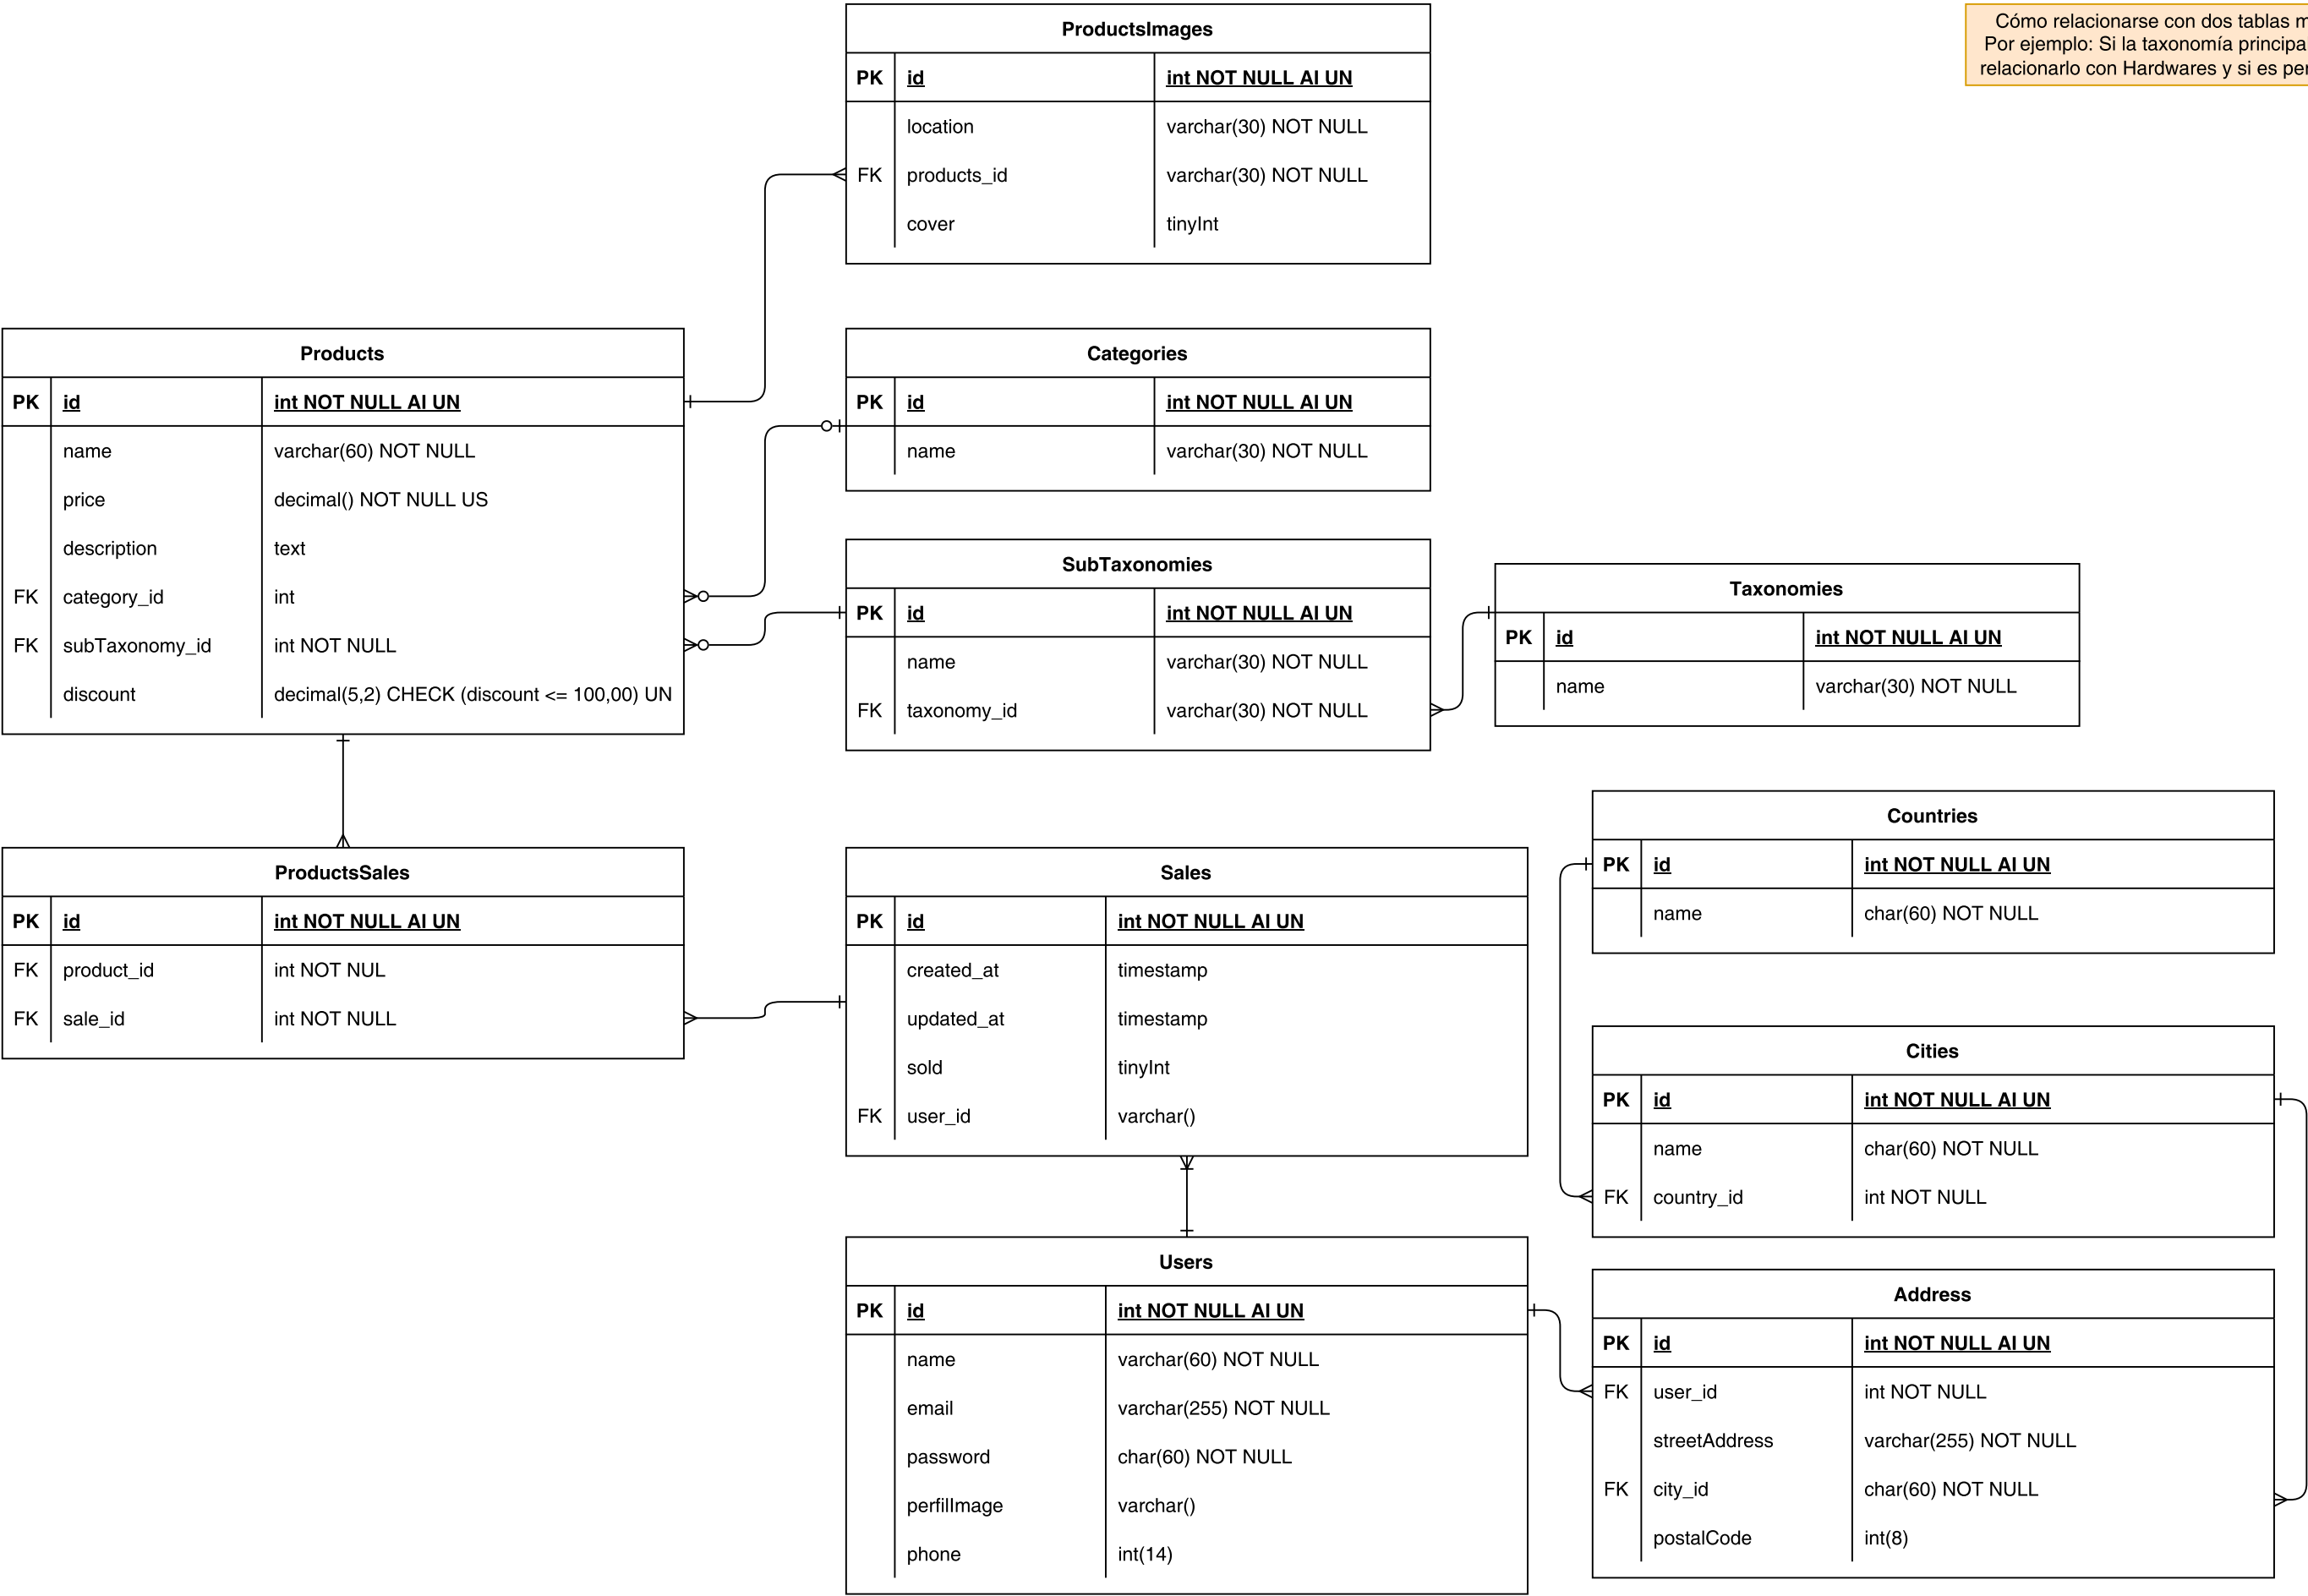 ProductsImages
PK id int NOT NULL AI UN
location varchar(30) NOT NULL
FK products_id varchar(30) NOT NULL
cover tinyInt
Cómo relacionarse con dos tablas
Por ejemplo: Si la taxonomía
relacionarlo con Hardwares y si es
Products
PK id int NOT NULL AI UN
name varchar(60) NOT NULL
price decimal() NOT NULL US
description text
FK category_id int
FK subTaxonomy_id int NOT NULL
discount decimal(5,2) CHECK (discount <= 100,00) UN
Categories
PK id int NOT NULL AI UN
name varchar(30) NOT NULL
SubTaxonomies
PK id int NOT NULL AI UN
name varchar(30) NOT NULL
FK taxonomy_id varchar(30) NOT NULL
Taxonomies
PK id int NOT NULL AI UN
name varchar(30) NOT NULL
ProductsSales
PK id int NOT NULL AI UN
FK product_id int NOT NUL
FK sale_id int NOT NULL
Sales
PK id int NOT NULL AI UN
created_at timestamp
updated_at timestamp
sold tinyInt
FK user_id varchar()
Countries
PK id int NOT NULL AI UN
name char(60) NOT NULL
Cities
PK id int NOT NULL AI UN
name char(60) NOT NULL
FK country_id int NOT NULL
Users
PK id int NOT NULL AI UN
name varchar(60) NOT NULL
email varchar(255) NOT NULL
password char(60) NOT NULL
perfilImage varchar()
phone int(14)
Address
PK id int NOT NULL AI UN
FK user_id int NOT NULL
streetAddress varchar(255) NOT NULL
FK city_id char(60) NOT NULL
postalCode int(8)